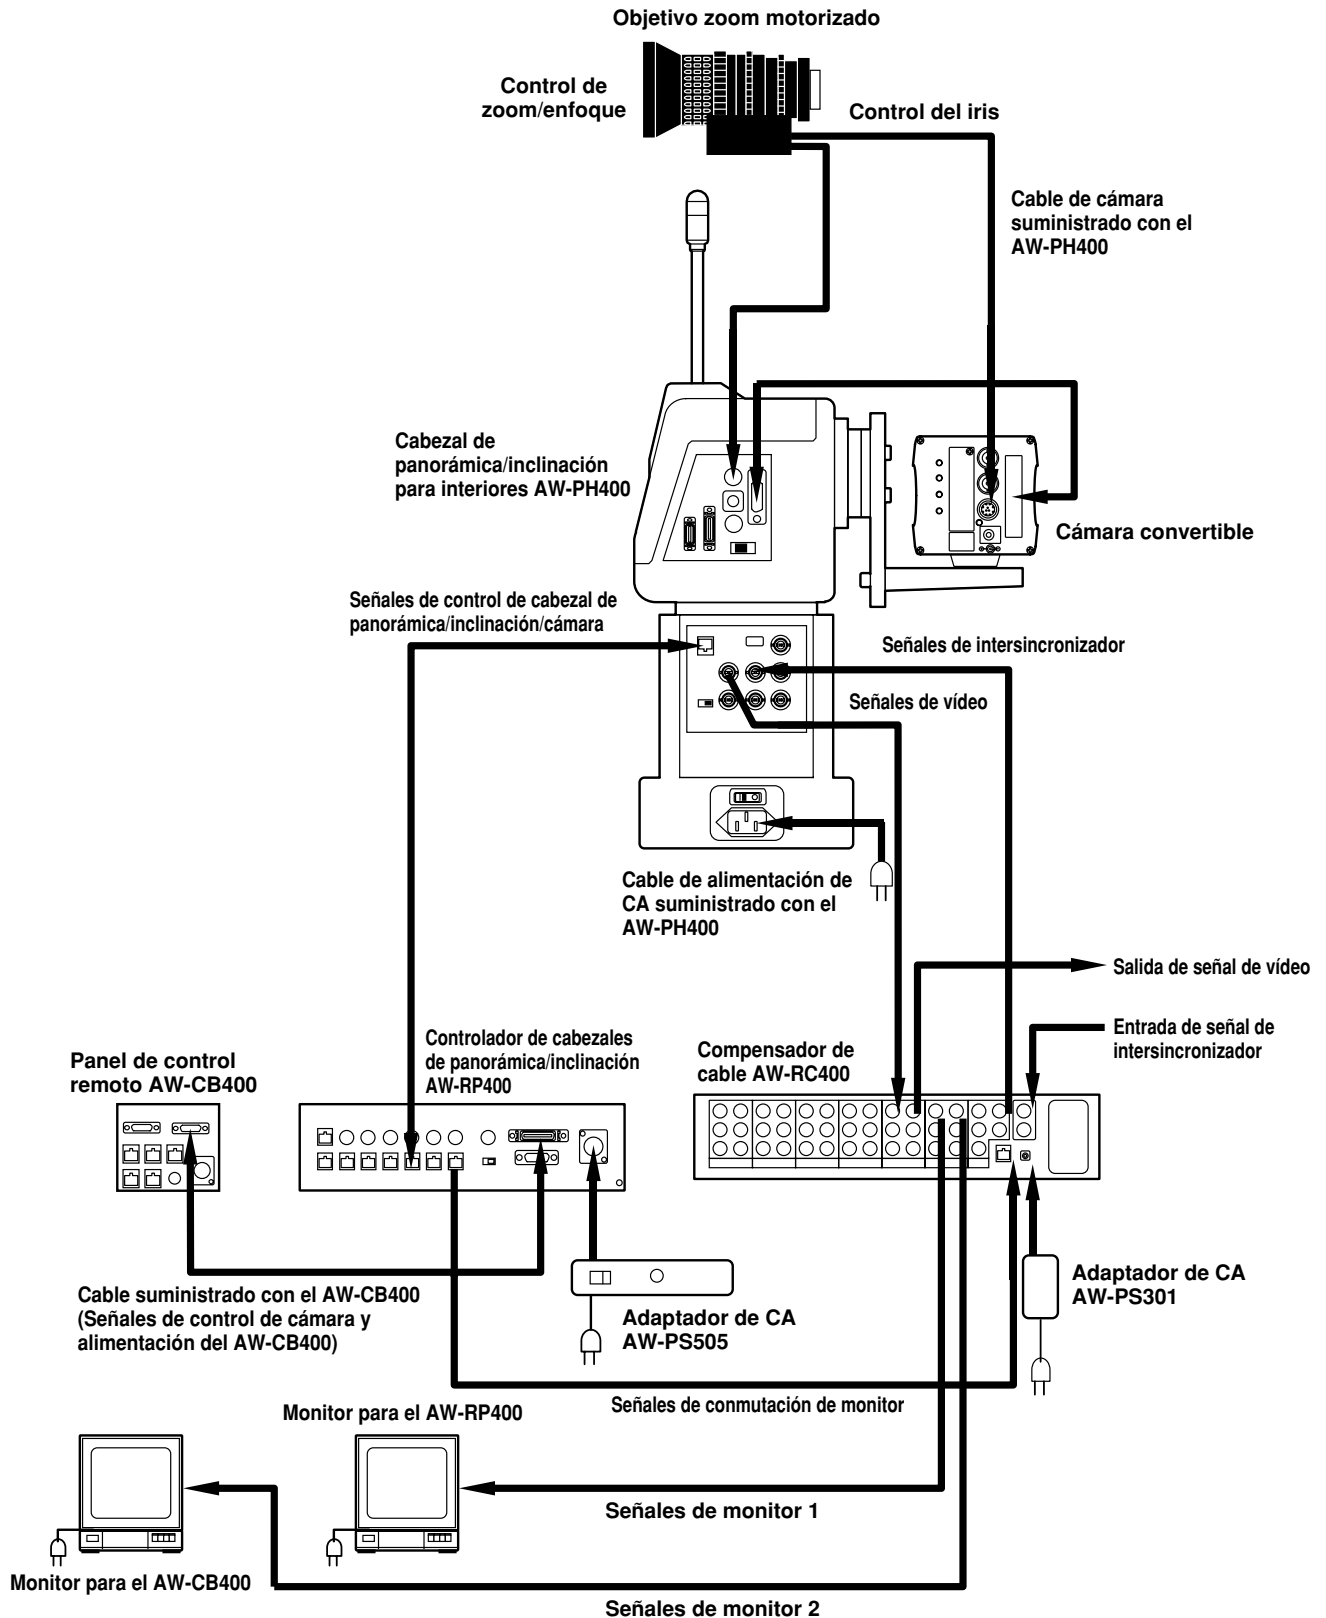 Objetivo zoom motorizado
Control de
zoom/enfoque
Control del iris
Cable de cámara
suministrado con el
AW-PH400
Cabezal de
panorámica/inclinación
para interiores AW-PH400
Cámara convertible
Señales de control de cabezal de
panorámica/inclinación/cámara
Señales de intersincronizador
Señales de vídeo
Cable de alimentación de
CA suministrado con el
AW-PH400
Salida de señal de vídeo
Entrada de señal de
intersincronizador
Panel de control
remoto AW-CB400
Controlador de cabezales
de panorámica/inclinación
AW-RP400
Compensador de
cable AW-RC400
Cable suministrado con el AW-CB400
(Señales de control de cámara y
alimentación del AW-CB400)
Adaptador de CA
AW-PS505
Adaptador de CA
AW-PS301
Señales de conmutación de monitor
Monitor para el AW-RP400
Señales de monitor 1
Monitor para el AW-CB400
Señales de monitor 2